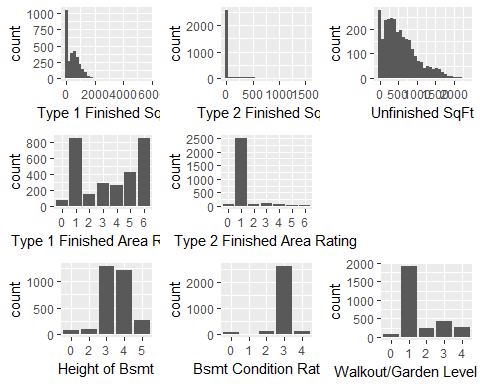 1000
750
500
250
0
count
0 2000 4000 6000
Type 1 Finished Sq
2500
2000
1500
1000
500
0
count
0 500 1000 1500
Type 2 Finished Sq
200
100
0
count
0 500 1000 1500 2000
Unfinished SqFt
800
600
400
200
0
count
0 1 2 3 4 5 6
Type 1 Finished Area R
2500
2000
1500
1000
500
0
count
0 1 2 3 4 5 6
Type 2 Finished Area Rating
1000
500
0
count
0 1 2 3 4 5
Height of Bsmt
2000
1000
0
count
0 1 2 3 4
Bsmt Condition Rat
2000
1500
1000
500
0
count
0 1 2 3 4
Walkout/Garden Level